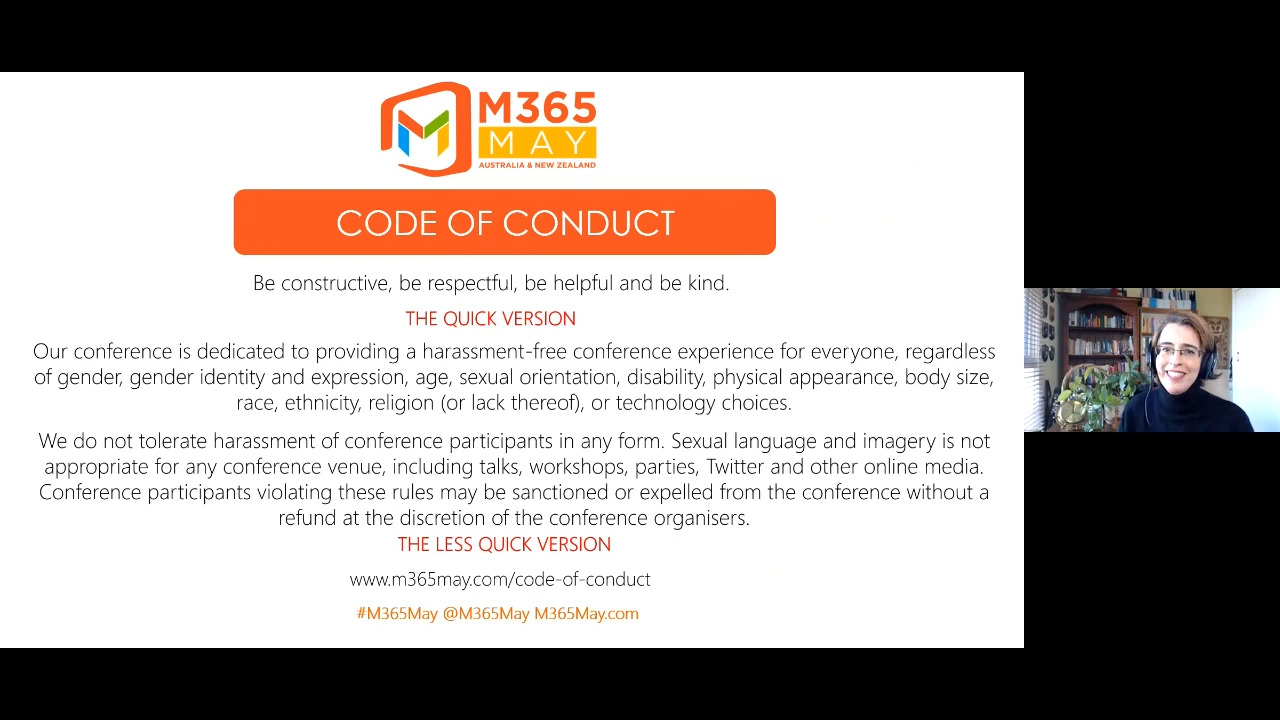 M365
MAY
AUSTRALIA & NEW ZEALAND
CODE OF CONDUCT
Be constructive, be respectful, be helpful and be kind.
THE QUICK VERSION
Our conference is dedicated to providing a harassment-free conference experience for everyone, regardless
of gender, gender identity and expression, age, sexual orientation, disability, physical appearance, body size,
race, ethnicity, religion (or lack thereof), or technology choices.
We do not tolerate harassment of conference participants in any form. Sexual language and imagery is not
appropriate for any conference venue, including talks, workshops, parties, Twitter and other online media.
Conference participants violating these rules may be sanctioned or expelled from the conference without a
refund at the discretion of the conference organisers.
THE LESS QUICK VERSION
www.m365may.com/code-of-conduct
#M365May @M365May M365May.com